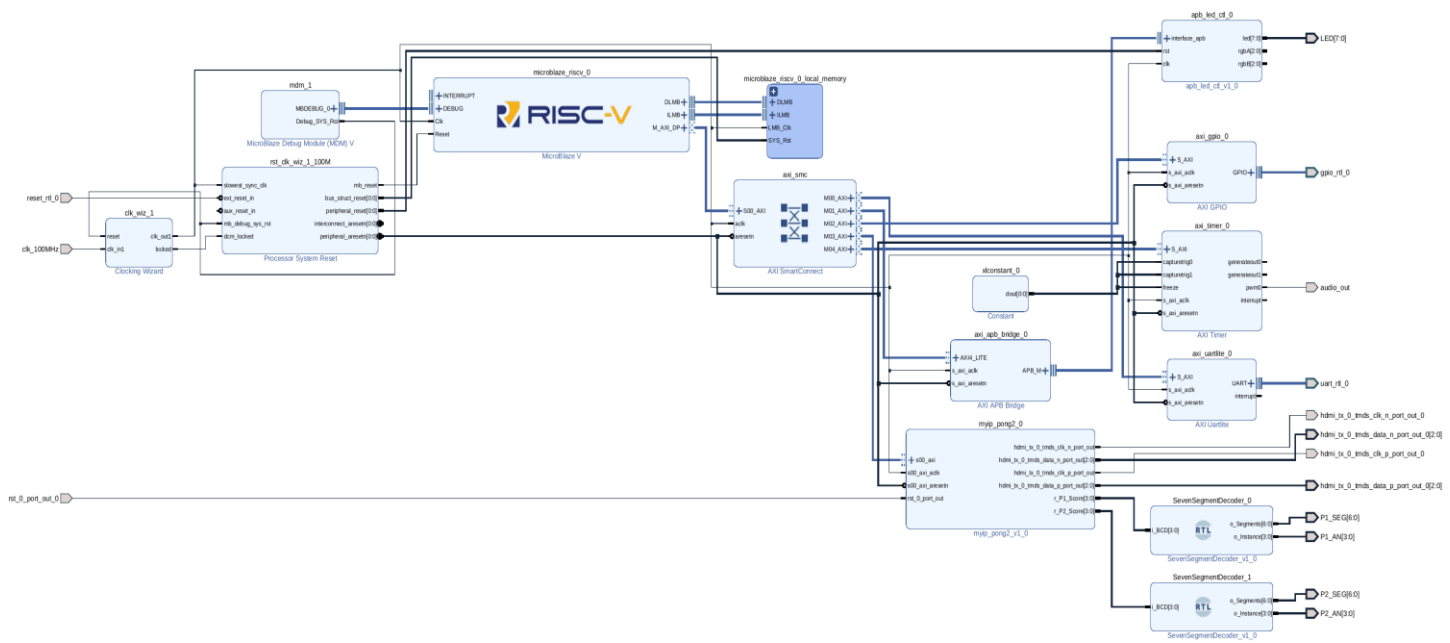 apb_led_ctl_0
interface_apb
rst
clk
led[7:0]
rgbA[2:0]
rgbB[2:0]
LED[7:0]
apb_led_ctl_v1_0
mdm_1
MBDEBUG_0
Debug_SYS_Rst
MicroBlaze Debug Module (MDM) V
microblaze_riscv_0
INTERRUPT
DEBUG
Clk
Reset
RISC-V
DLMB
ILMB
M_AXI_DP
MicroBlaze V
microblaze_riscv_0_local_memory
DLMB
ILMB
LMB_Clk
SYS_Rst
rst_clk_wiz_1_100M
slowest_sync_clk
ext_reset_in
aux_reset_in
mb_debug_sys_rst
dcm_locked
mb_reset
bus_struct_reset[0:0]
peripheral_reset[0:0]
interconnect_aresetn[0:0]
peripheral_aresetn[0:0]
Processor System Reset
reset_rtl_0
clk_100MHz
clk_wiz_1
reset
clk_in1
clk_out1
locked
Clocking Wizard
axi_smc
S00_AXI
aclk
aresetn
M00_AXI
M01_AXI
M02_AXI
M03_AXI
M04_AXI
AXI SmartConnect
axi_gpio_0
S_AXI
s_axi_aclk
s_axi_aresetn
GPIO
gpio_rtl_0
AXI GPIO
axi_timer_0
S_AXI
capturetrig0
capturetrig1
freeze
s_axi_aclk
s_axi_aresetn
generateout0
generateout1
pwm0
interrupt
audio_out
AXI Timer
xlconstant_0
dout[0:0]
Constant
axi_apb_bridge_0
AXI4_LITE
s_axi_aclk
s_axi_aresetn
APB_M
AXI APB Bridge
axi_uartlite_0
S_AXI
s_axi_aclk
s_axi_aresetn
UART
interrupt
uart_rtl_0
AXI Uartlite
myip_pong2_0
s00_axi
s00_axi_aclk
s00_axi_aresetn
rst_0_port_out
hdmi_tx_0_tmds_clk_n_port_out
hdmi_tx_0_tmds_data_n_port_out[2:0]
hdmi_tx_0_tmds_clk_p_port_out
hdmi_tx_0_tmds_data_p_port_out[2:0]
r_P1_Score[3:0]
r_P2_Score[3:0]
myip_pong2_v1_0
rst_0_port_out_0
hdmi_tx_0_tmds_clk_n_port_out_0
hdmi_tx_0_tmds_data_n_port_out_0[2:0]
hdmi_tx_0_tmds_clk_p_port_out_0
hdmi_tx_0_tmds_data_p_port_out_0[2:0]
SevenSegmentDecoder_0
i_BCD[3:0]
RTL
o_Segments[6:0]
o_Instance[3:0]
P1_SEG[6:0]
P1_AN[3:0]
SevenSegmentDecoder_v1_0
SevenSegmentDecoder_1
i_BCD[3:0]
RTL
o_Segments[6:0]
o_Instance[3:0]
P2_SEG[6:0]
P2_AN[3:0]
SevenSegmentDecoder_v1_0